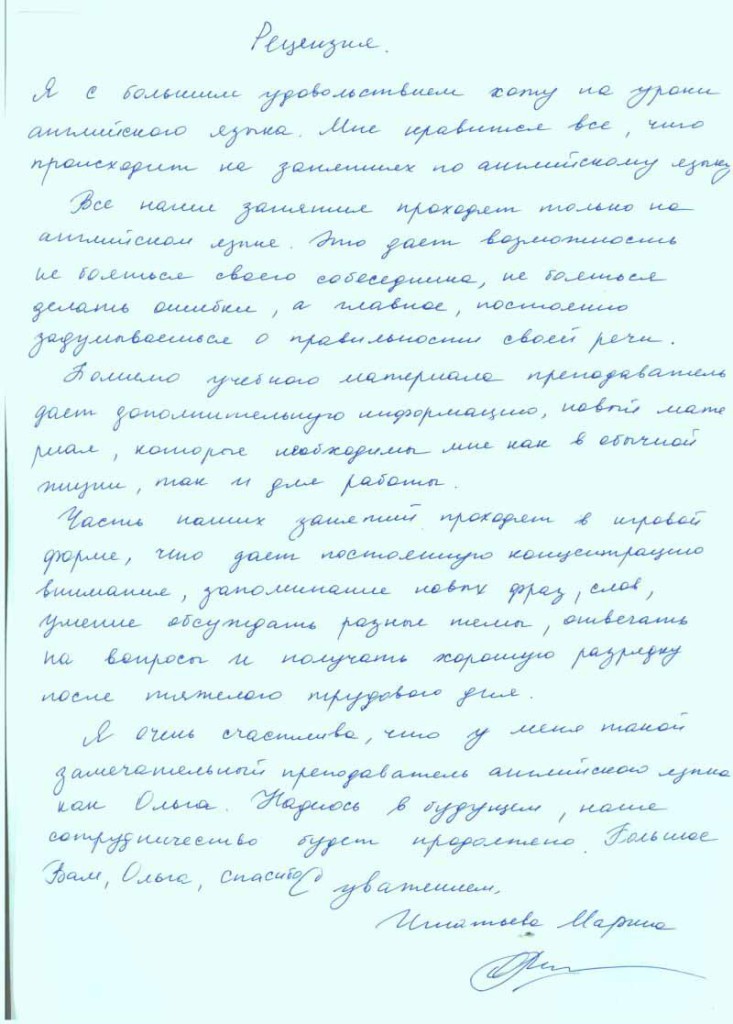 Рецензия.
Я с большим удовольствием хожу на уроки
английского языка. Мне нравится все, что
происходит на занятиях по английскому языку
Все наши занятия проходят только на
английском языке. Это дает возможность
не бояться своего собеседника, не бояться
делать ошибки, а главное, постоянно
задумываешься о правильности своей речи.
Помимо учебного материала преподаватель
дает дополнительную информацию, новый мате
риал, которые необходимы мне как в обычной
жизни, так и для работы.
Часть наших занятий проходят в игровой
форме, что дает постоянную концентрацию
внимания, запоминание новых фраз, слов,
умение обсуждать разные темы, отвечать
на вопросы и получать хорошую разрядку
после тяжелого трудового дня.
Я очень счастлива, что у меня такой
замечательный преподаватель английского языка
как Ольга. Надеюсь в будущем, наше
сотрудничество будет продолжено. Большое
Вам, Ольга, спасибо
С уважением,
Игнатьева Марина